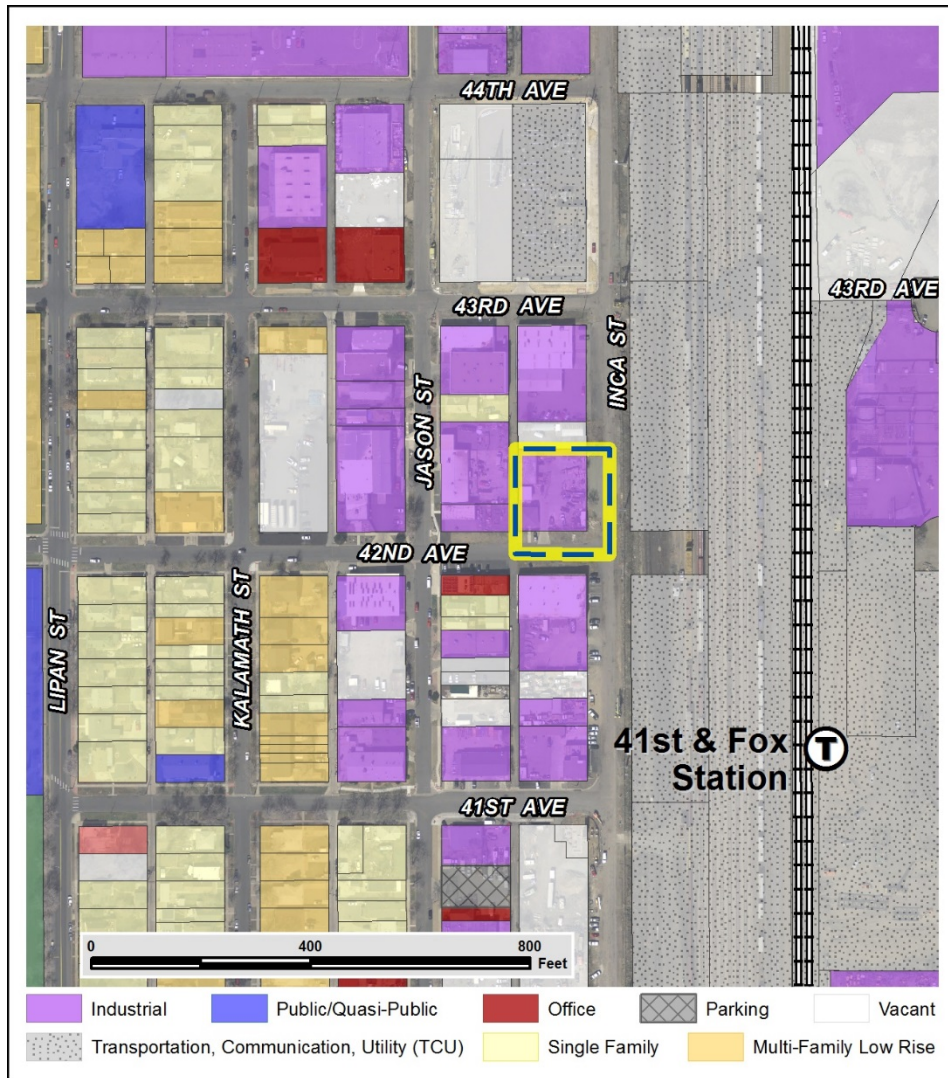 44TH AVE
43RD AVE
43RD AVE
INCA ST
JASON ST
42ND AVE
KALAMATH ST
LIPAN ST
41st & Fox
Station
T
41ST AVE
0 400 800
Feet
Industrial Public/Quasi-Public Office Parking Vacant
Transportation, Communication, Utility (TCU) Single Family Multi-Family Low Rise